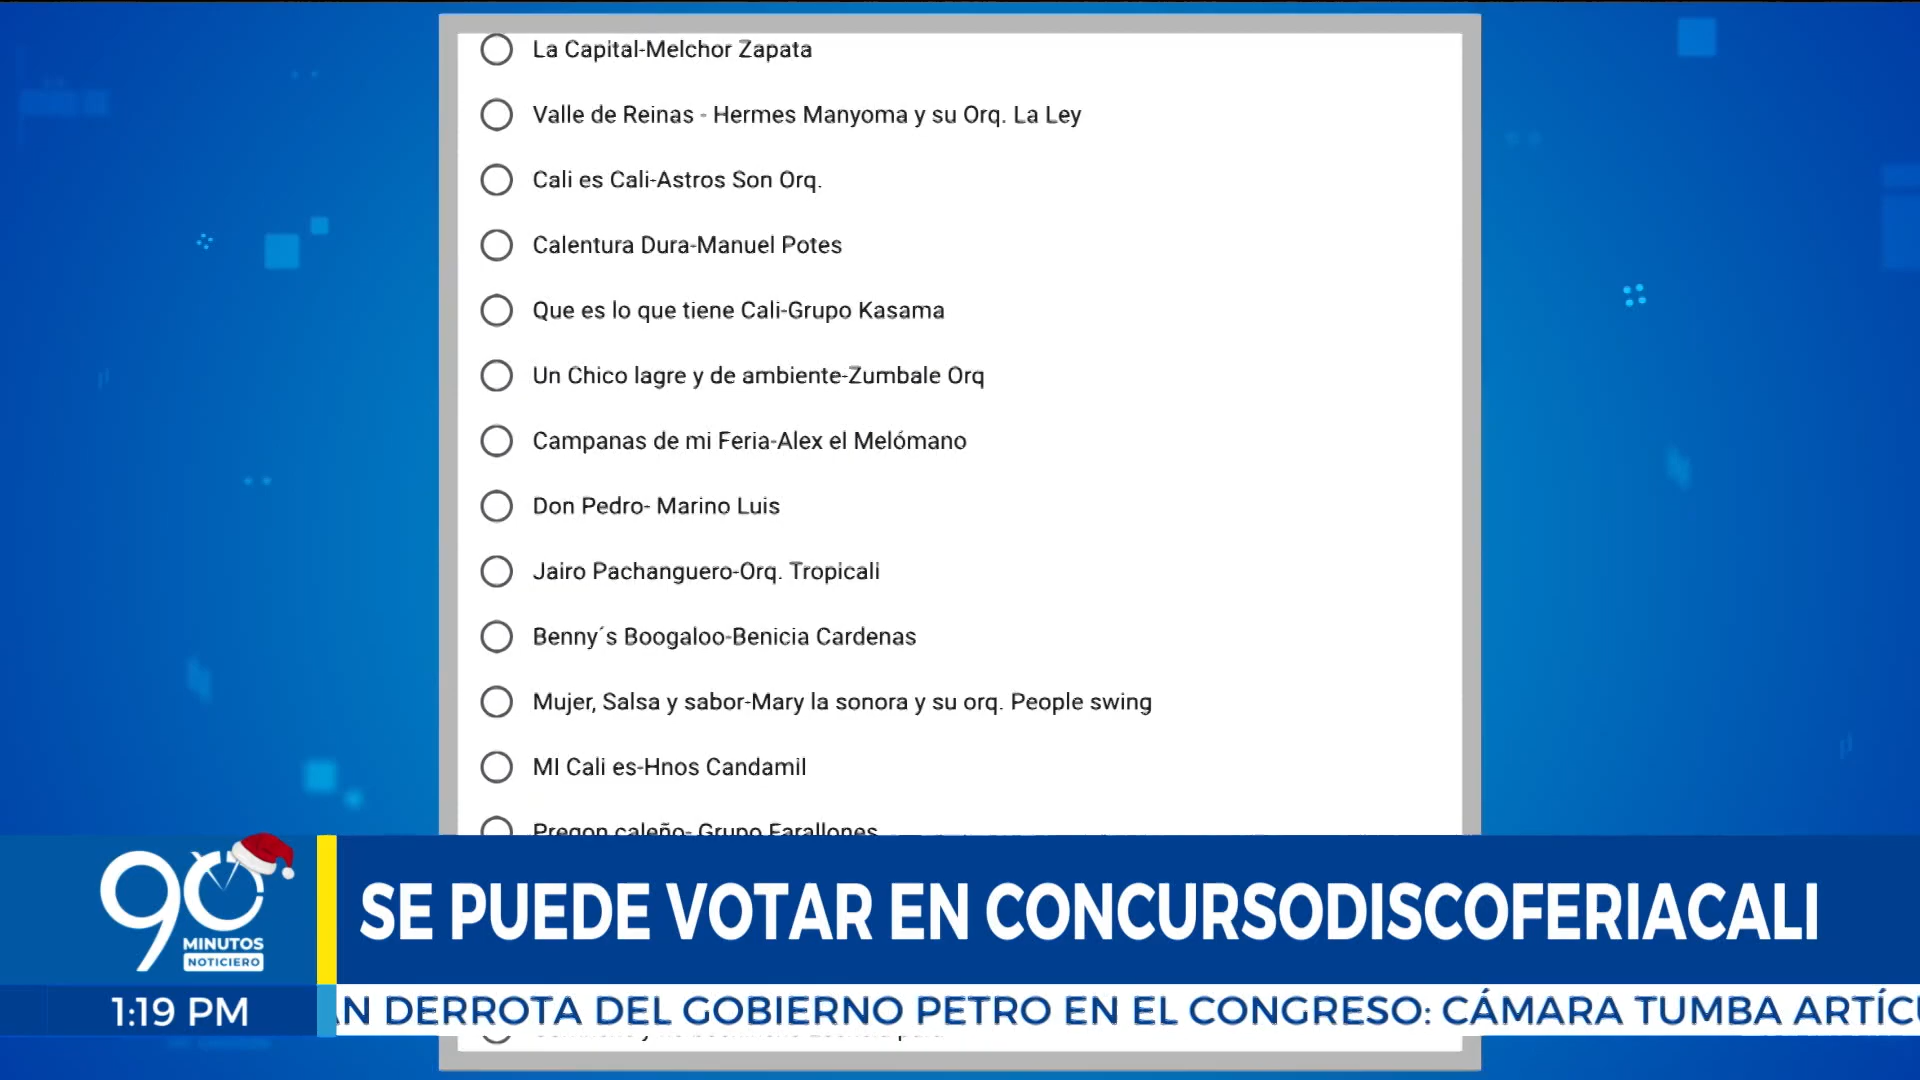 La Capital-Melchor Zapata
Valle de Reinas - Hermes Manyoma y su Orq. La Ley
Cali es Cali-Astros Son Orq.
Calentura Dura-Manuel Potes
Que es lo que tiene Cali-Grupo Kasama
Un Chico lagre y de ambiente-Zumbale Orq
Campanas de mi Feria-Alex el Melómano
Don Pedro- Marino Luis
Jairo Pachanguero-Orq. Tropicali
Benny´s Boogaloo-Benicia Cardenas
Mujer, Salsa y sabor-Mary la sonora y su orq. People swing
MI Cali es-Hnos Candamil
Pregon caleño- Grupo Farallones
90
MINUTOS
NOTICIERO
SE PUEDE VOTAR EN CONCURSODISCOFERIACALI
1:19 PM
DERROTA DEL GOBIERNO PETRO EN EL CONGRESO: CÁMARA TUMBA